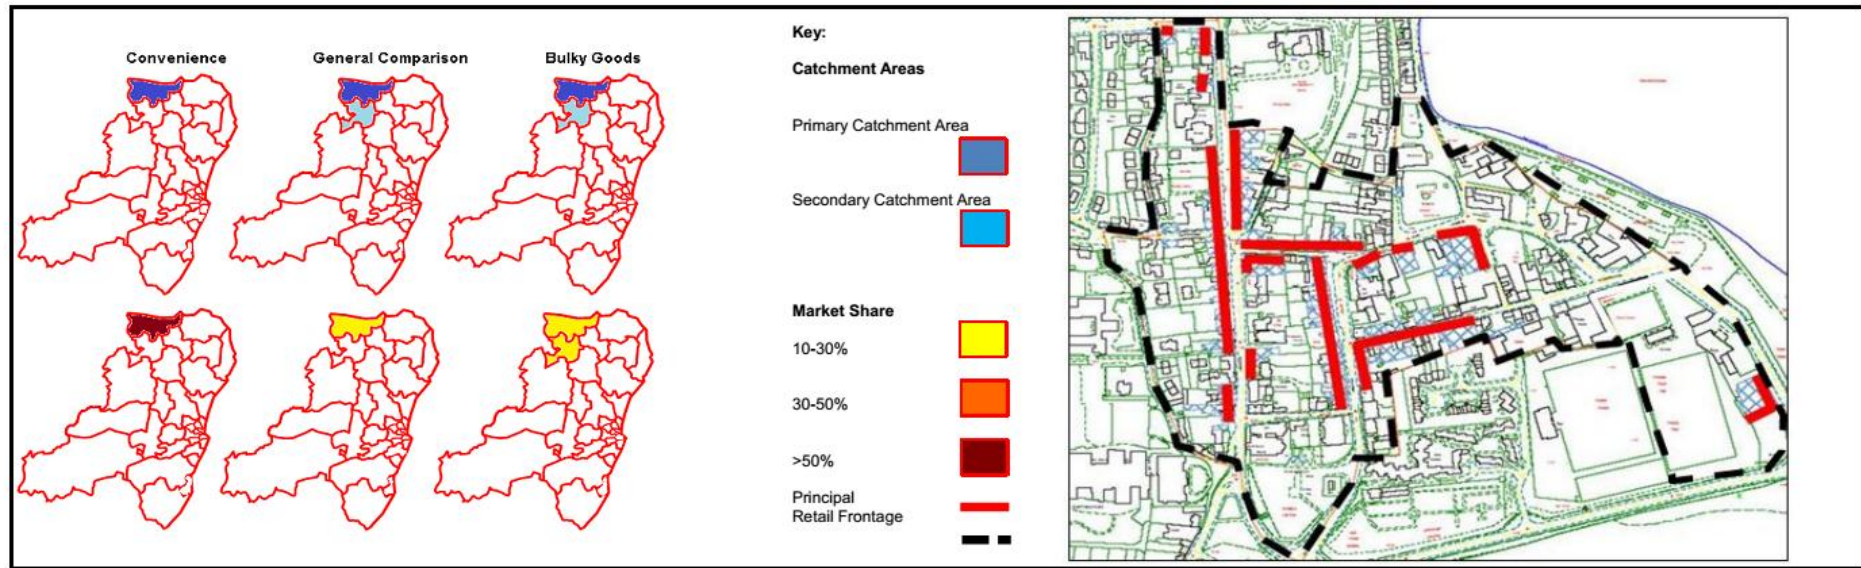 Convenience
General Comparison
Bulky Goods
Key:
Catchment Areas
Primary Catchment Area
Secondary Catchment Area
Market Share
10-30%
30-50%
>50%
Principal
Retail Frontage